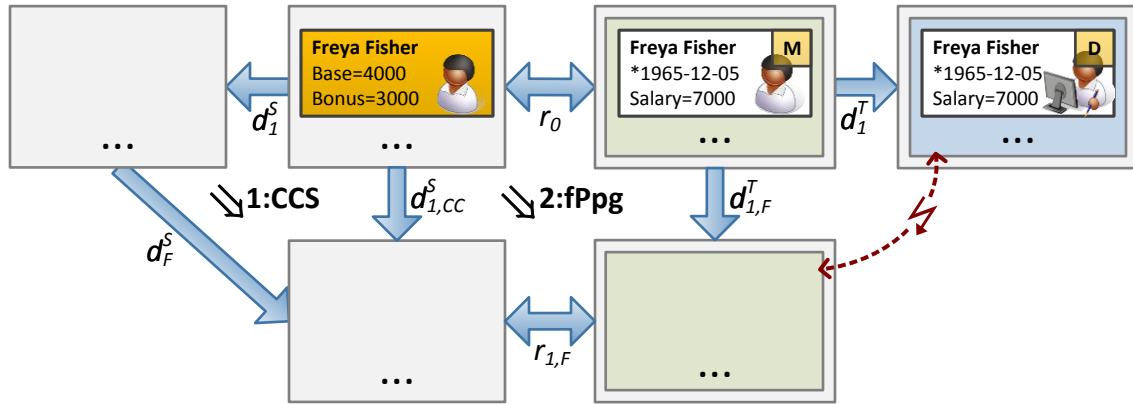 Freya Fisher
Base=4000
Bonus=3000
...
Freya Fisher
M
*1965-12-05
Salary=7000
...
Freya Fisher
D
*1965-12-05
Salary=7000
...
...
d₁ˢ
r₀
d₁ᵀ
1:CCS
d₁,CCˢ
2:fPpg
d₁,Fᵀ
d_Fˢ
...
r₁,F
...